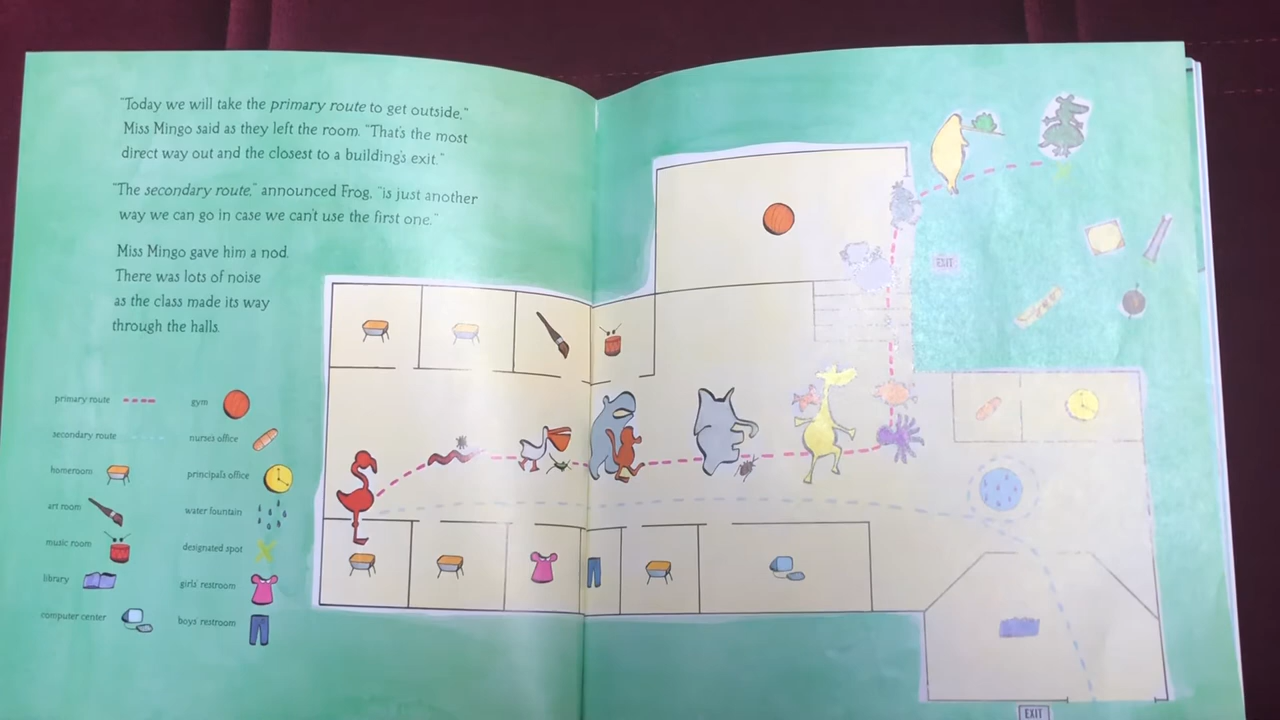 "Today we will take the primary route to get outside,"
Miss Mingo said as they left the room. "That's the most
direct way out and the closest to a building's exit."
"The secondary route," announced Frog, "is just another
way we can go in case we can't use the first one."
Miss Mingo gave him a nod.
There was lots of noise
as the class made its way
through the halls.
primary route
secondary route
homeroom
art room
music room
library
computer center
gym
nurse's office
principal's office
water fountain
designated spot
girls' restroom
boys' restroom
EXIT
EXIT